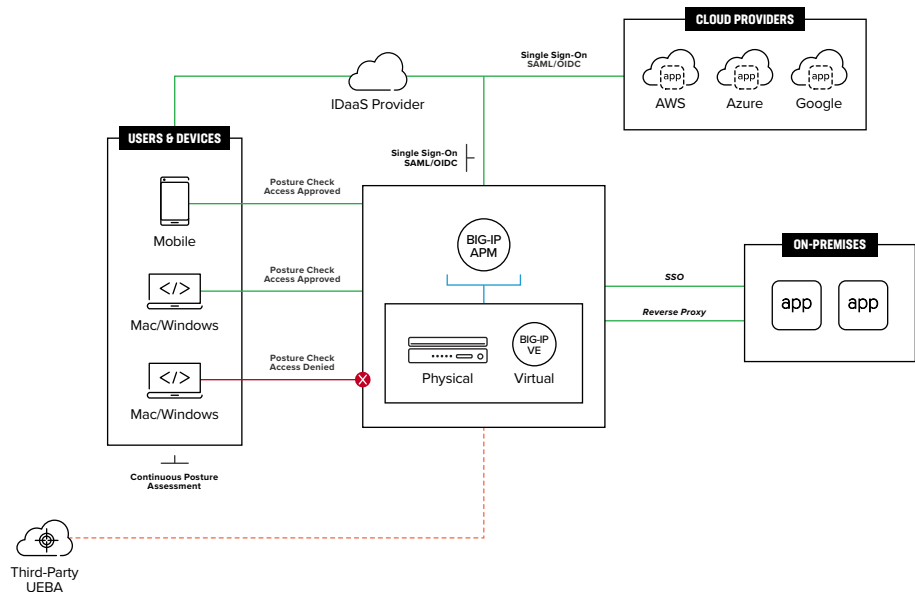 CLOUD PROVIDERS
Single Sign-On
SAML/OIDC
app
app
app
AWS
Azure
Google
IDaaS Provider
USERS & DEVICES
Single Sign-On
SAML/OIDC
Posture Check
Access Approved
Mobile
BIG-IP
APM
ON-PREMISES
Posture Check
Access Approved
</>
Mac/Windows
SSO
app
app
Reverse Proxy
Posture Check
Access Denied
</>
Mac/Windows
BIG-IP
VE
Physical
Virtual
Continuous Posture
Assessment
Third-Party
UEBA